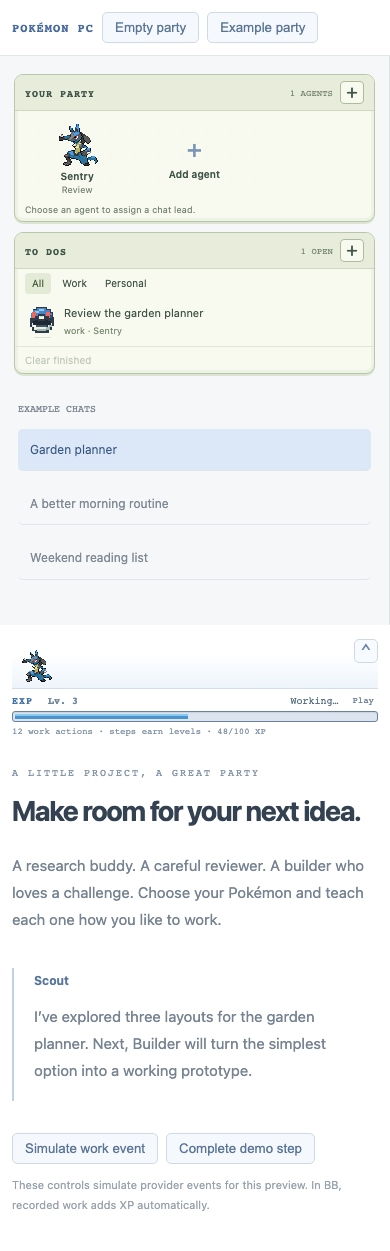 POKÉMON PC
Empty party
Example party
YOUR PARTY
1 AGENTS
+
Sentry
Review
+
Add agent
Choose an agent to assign a chat lead.
TO DOS
1 OPEN
+
All
Work
Personal
Review the garden planner
work · Sentry
Clear finished
EXAMPLE CHATS
Garden planner
A better morning routine
Weekend reading list
EXP Lv. 3
Working…
Play
12 work actions · steps earn levels · 48/100 XP
A LITTLE PROJECT, A GREAT PARTY
Make room for your next idea.
A research buddy. A careful reviewer. A builder who
loves a challenge. Choose your Pokémon and teach
each one how you like to work.
Scout
I’ve explored three layouts for the garden
planner. Next, Builder will turn the simplest
option into a working prototype.
Simulate work event
Complete demo step
These controls simulate provider events for this preview. In BB,
recorded work adds XP automatically.